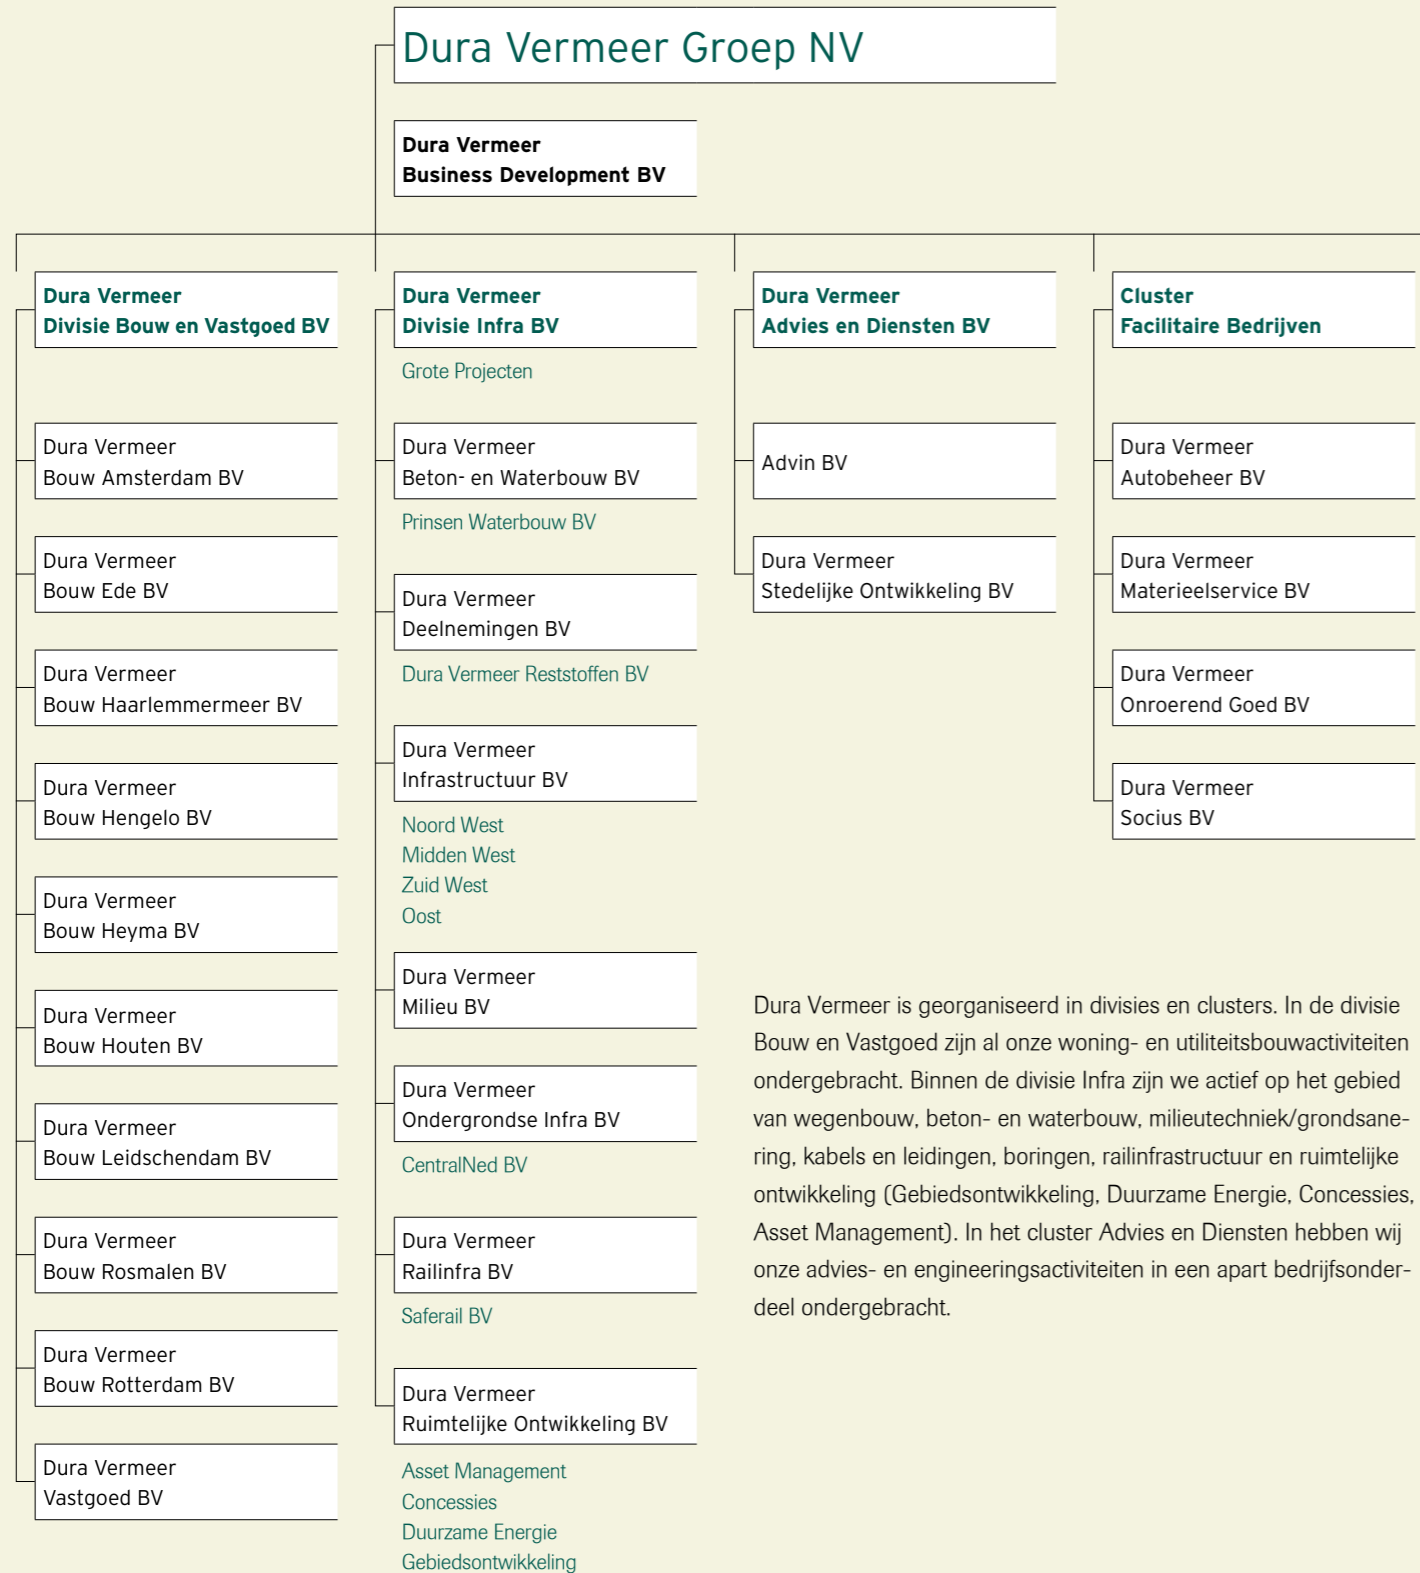 Dura Vermeer Groep NV
Dura Vermeer
Business Development BV
Dura Vermeer
Divisie Bouw en Vastgoed BV
Dura Vermeer
Bouw Amsterdam BV
Dura Vermeer
Bouw Ede BV
Dura Vermeer
Bouw Haarlemmermeer BV
Dura Vermeer
Bouw Hengelo BV
Dura Vermeer
Bouw Heyma BV
Dura Vermeer
Bouw Houten BV
Dura Vermeer
Bouw Leidschendam BV
Dura Vermeer
Bouw Rosmalen BV
Dura Vermeer
Bouw Rotterdam BV
Dura Vermeer
Vastgoed BV
Dura Vermeer
Divisie Infra BV
Grote Projecten
Dura Vermeer
Beton- en Waterbouw BV
Prinsen Waterbouw BV
Dura Vermeer
Deelnemingen BV
Dura Vermeer Reststoffen BV
Dura Vermeer
Infrastructuur BV
Noord West
Midden West
Zuid West
Oost
Dura Vermeer
Milieu BV
Dura Vermeer
Ondergrondse Infra BV
CentralNed BV
Dura Vermeer
Railinfra BV
Saferail BV
Dura Vermeer
Ruimtelijke Ontwikkeling BV
Asset Management
Concessies
Duurzame Energie
Gebiedsontwikkeling
Dura Vermeer
Advies en Diensten BV
Advin BV
Dura Vermeer
Stedelijke Ontwikkeling BV
Cluster
Facilitaire Bedrijven
Dura Vermeer
Autobeheer BV
Dura Vermeer
Materieelservice BV
Dura Vermeer
Onroerend Goed BV
Dura Vermeer
Socius BV
Dura Vermeer is georganiseerd in divisies en clusters. In de divisie
Bouw en Vastgoed zijn al onze woning- en utiliteitsbouwactiviteiten
ondergebracht. Binnen de divisie Infra zijn we actief op het gebied
van wegenbouw, beton- en waterbouw, milieutechniek/grondsane-
ring, kabels en leidingen, boringen, railinfrastructuur en ruimtelijke
ontwikkeling (Gebiedsontwikkeling, Duurzame Energie, Concessies,
Asset Management). In het cluster Advies en Diensten hebben wij
onze advies- en engineeringsactiviteiten in een apart bedrijfsonder-
deel ondergebracht.